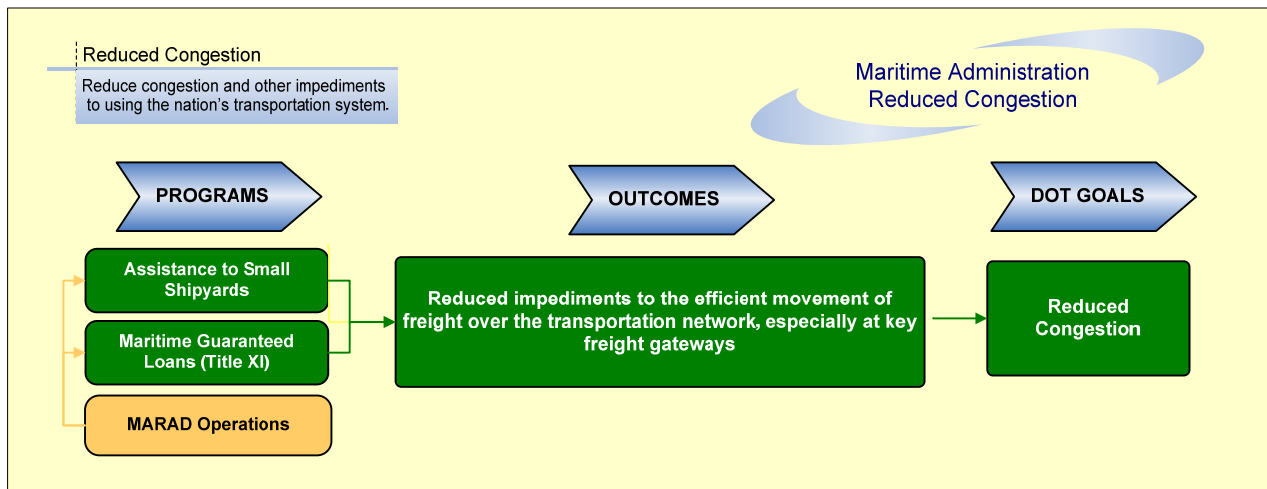 Reduced Congestion
Reduce congestion and other impediments
to using the nation’s transportation system.
Maritime Administration
Reduced Congestion
PROGRAMS
OUTCOMES
DOT GOALS
Assistance to Small
Shipyards
Maritime Guaranteed
Loans (Title XI)
MARAD Operations
Reduced impediments to the efficient movement of
freight over the transportation network, especially at key
freight gateways
Reduced
Congestion